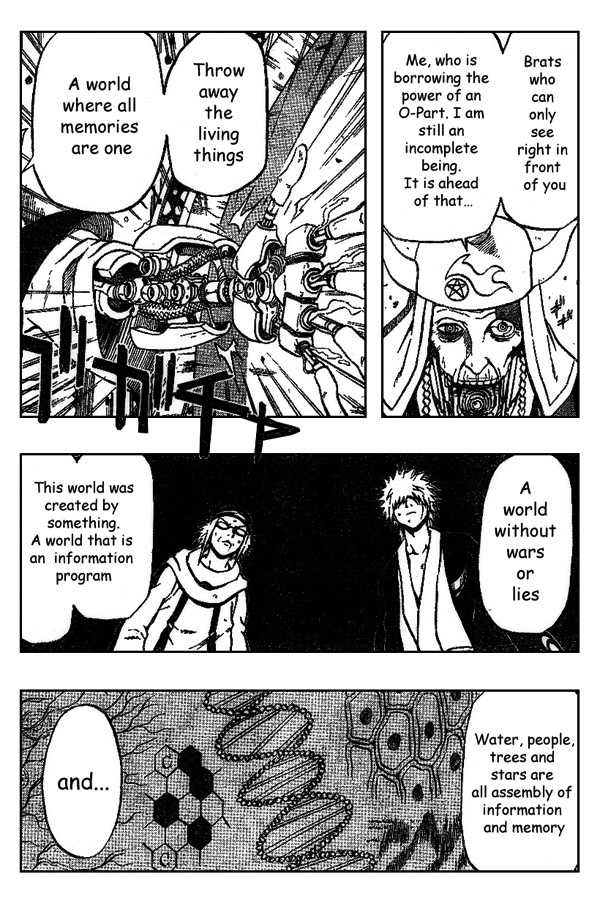 Brats
who
can
only
see
right in
front
of you
Me, who is
borrowing the
power of an
O-Part. I am
still an
incomplete
being.
It is ahead
of that...
Throw
away
the
living
things
A world
where all
memories
are one
A
world
without
wars
or
lies
This world was
created by
something.
A world that is
an information
program
Water, people,
trees and
stars are
all assembly of
information
and memory
and...
C
C